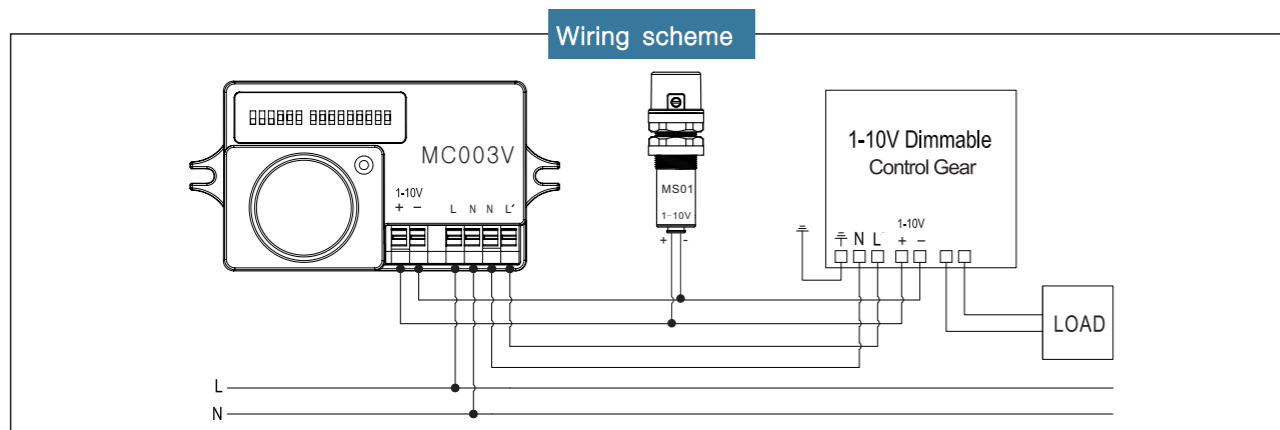 Wiring scheme
MC003V
1-10V
+ −
L N N L′
MS01
1-10V
+ -
1-10V Dimmable
Control Gear
1-10V
N L + −
LOAD
L
N